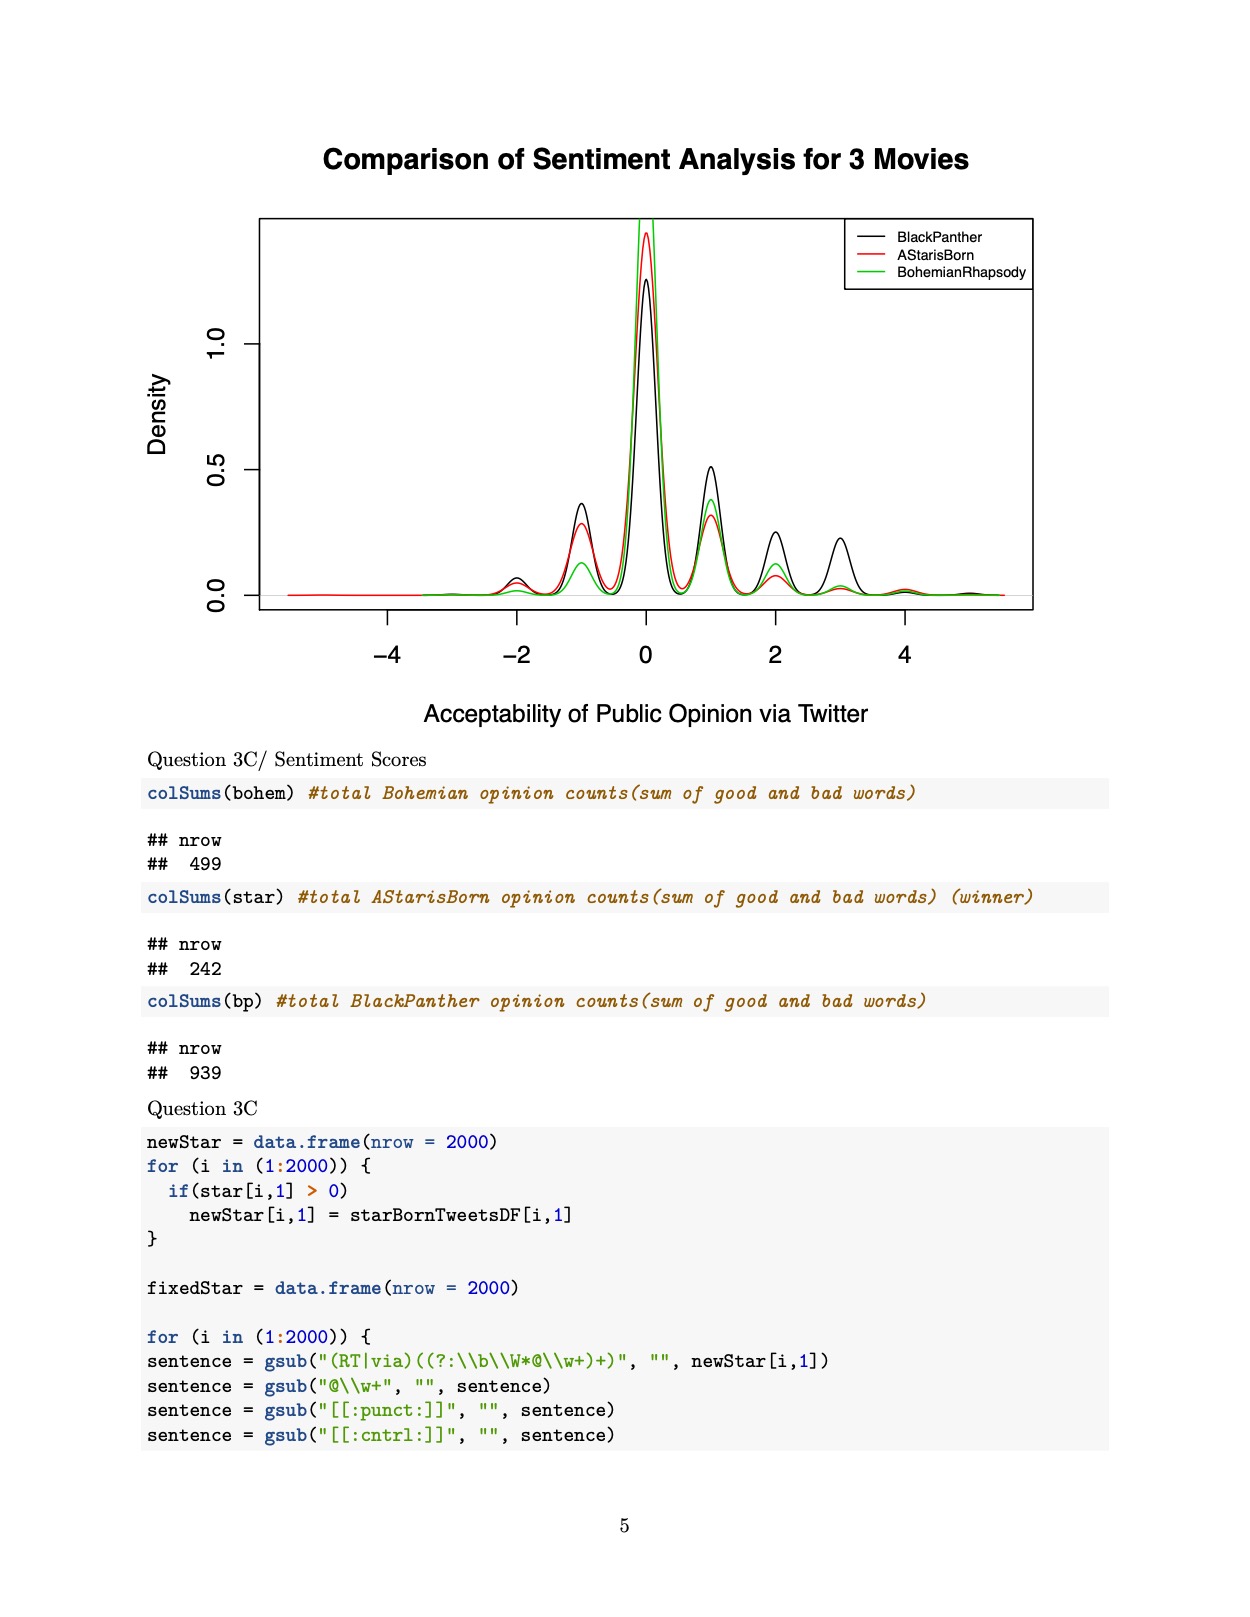 Comparison of Sentiment Analysis for 3 Movies
BlackPanther
AStarisBorn
BohemianRhapsody
Density
0.0
0.5
1.0
−4
−2
0
2
4
Acceptability of Public Opinion via Twitter
Question 3C/ Sentiment Scores
colSums(bohem) #total Bohemian opinion counts(sum of good and bad words)
## nrow
##  499
colSums(star) #total AStarisBorn opinion counts(sum of good and bad words) (winner)
## nrow
##  242
colSums(bp) #total BlackPanther opinion counts(sum of good and bad words)
## nrow
##  939
Question 3C
newStar = data.frame(nrow = 2000)
for (i in (1:2000)) {
  if(star[i,1] > 0)
    newStar[i,1] = starBornTweetsDF[i,1]
}
fixedStar = data.frame(nrow = 2000)
for (i in (1:2000)) {
sentence = gsub("(RT|via)((?:\\b\\W*@\\w+)+)", "", newStar[i,1])
sentence = gsub("@\\w+", "", sentence)
sentence = gsub("[[:punct:]]", "", sentence)
sentence = gsub("[[:cntrl:]]", "", sentence)
5